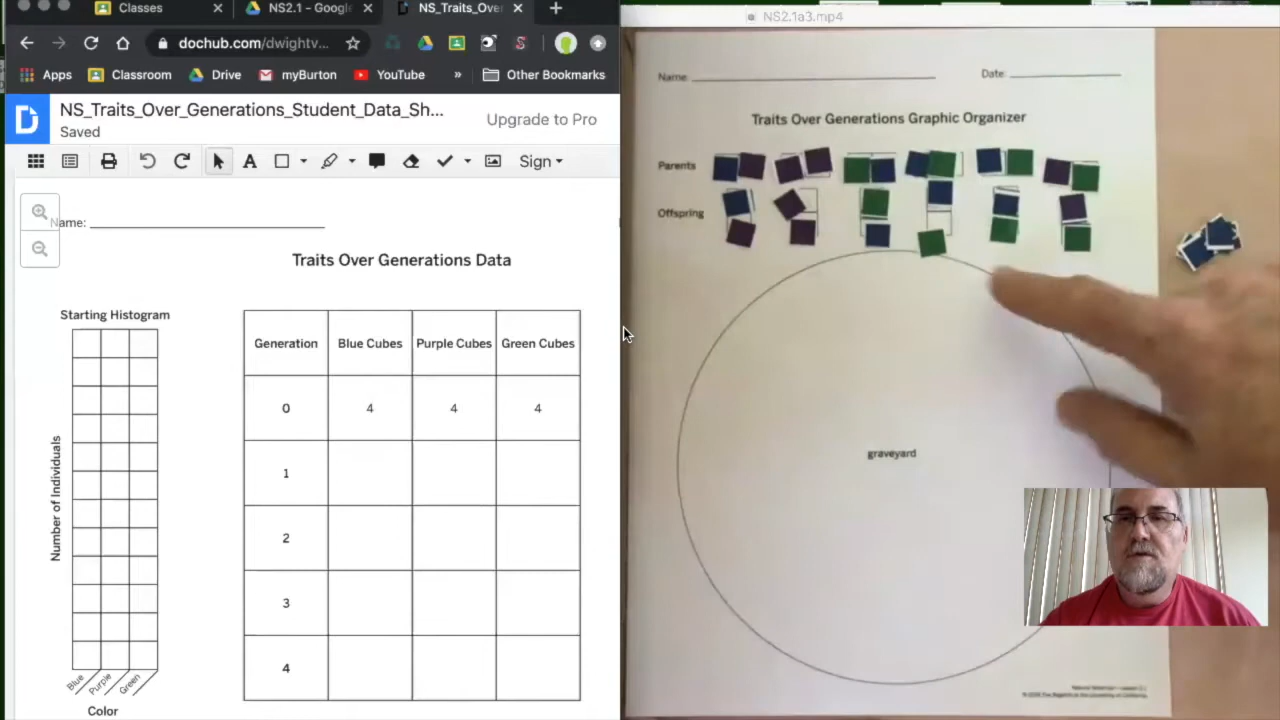 Classes
NS2.1 – Google
NS_Traits_Over
dochub.com/dwightv...
Apps
Classroom
Drive
myBurton
YouTube
»
Other Bookmarks
NS_Traits_Over_Generations_Student_Data_Sh...
Saved
Upgrade to Pro
A
Sign
Name:
Traits Over Generations Data
Starting Histogram
Number of Individuals
Blue
Purple
Green
Color
Generation Blue Cubes Purple Cubes Green Cubes
0 4 4 4
1
2
3
4
NS2.1a3.mp4
Name: Date:
Traits Over Generations Graphic Organizer
Parents
Offspring
graveyard